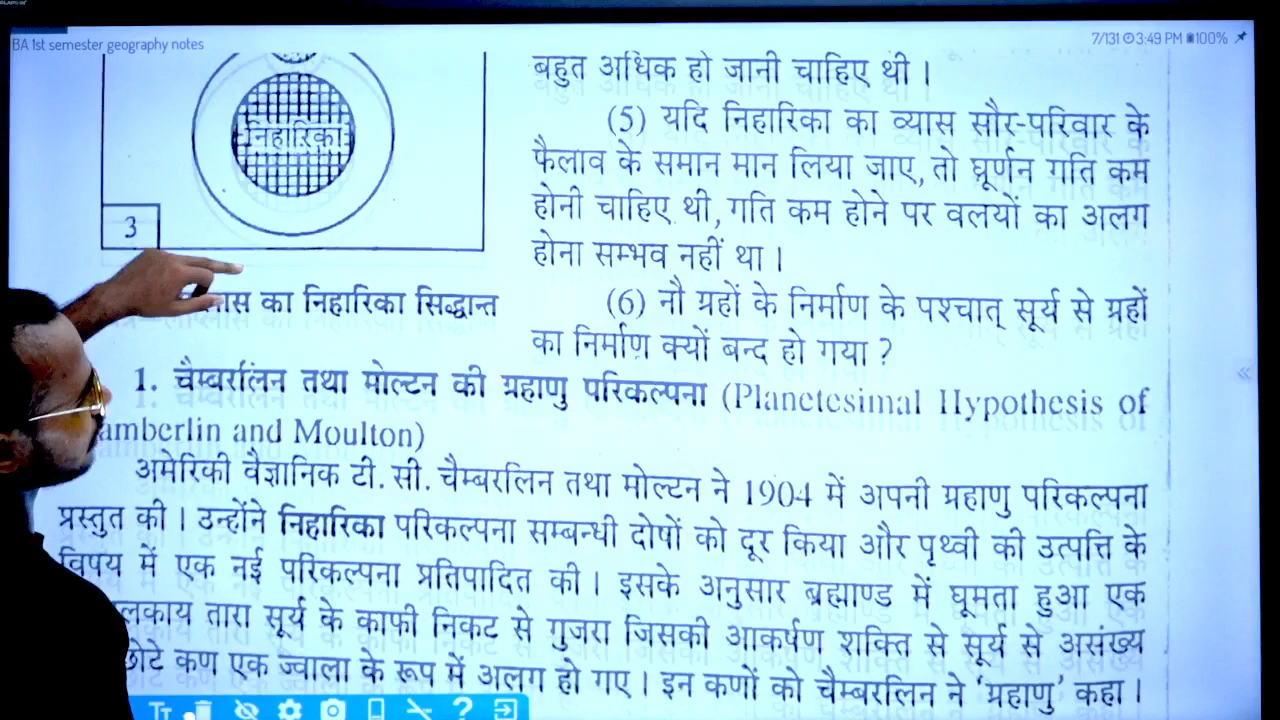 BA 1st semester geography notes
7/131 3:49 PM 100%
निहारिका
3
का निहारिका सिद्धान्त
बहुत अधिक हो जानी चाहिए थी ।
(5) यदि निहारिका का व्यास सौर-परिवार के
फैलाव के समान मान लिया जाए, तो घूर्णन गति कम
होनी चाहिए थी, गति कम होने पर वलयों का अलग
होना सम्भव नहीं था ।
(6) नौ ग्रहों के निर्माण के पश्चात् सूर्य से ग्रहों
का निर्माण क्यों बन्द हो गया ?
1. चैम्बरलिन तथा मोल्टन की ग्रहाणु परिकल्पना (Planetesimal Hypothesis of
amberlin and Moulton)
अमेरिकी वैज्ञानिक टी. सी. चैम्बरलिन तथा मोल्टन ने 1904 में अपनी ग्रहाणु परिकल्पना
प्रस्तुत की । उन्होंने निहारिका परिकल्पना सम्बन्धी दोषों को दूर किया और पृथ्वी की उत्पत्ति के
विषय में एक नई परिकल्पना प्रतिपादित की । इसके अनुसार ब्रह्माण्ड में घूमता हुआ एक
लकाय तारा सूर्य के काफी निकट से गुजरा जिसकी आकर्षण शक्ति से सूर्य से असंख्य
छोटे कण एक ज्वाला के रूप में अलग हो गए । इन कणों को चैम्बरलिन ने ‘ग्रहाणु’ कहा ।